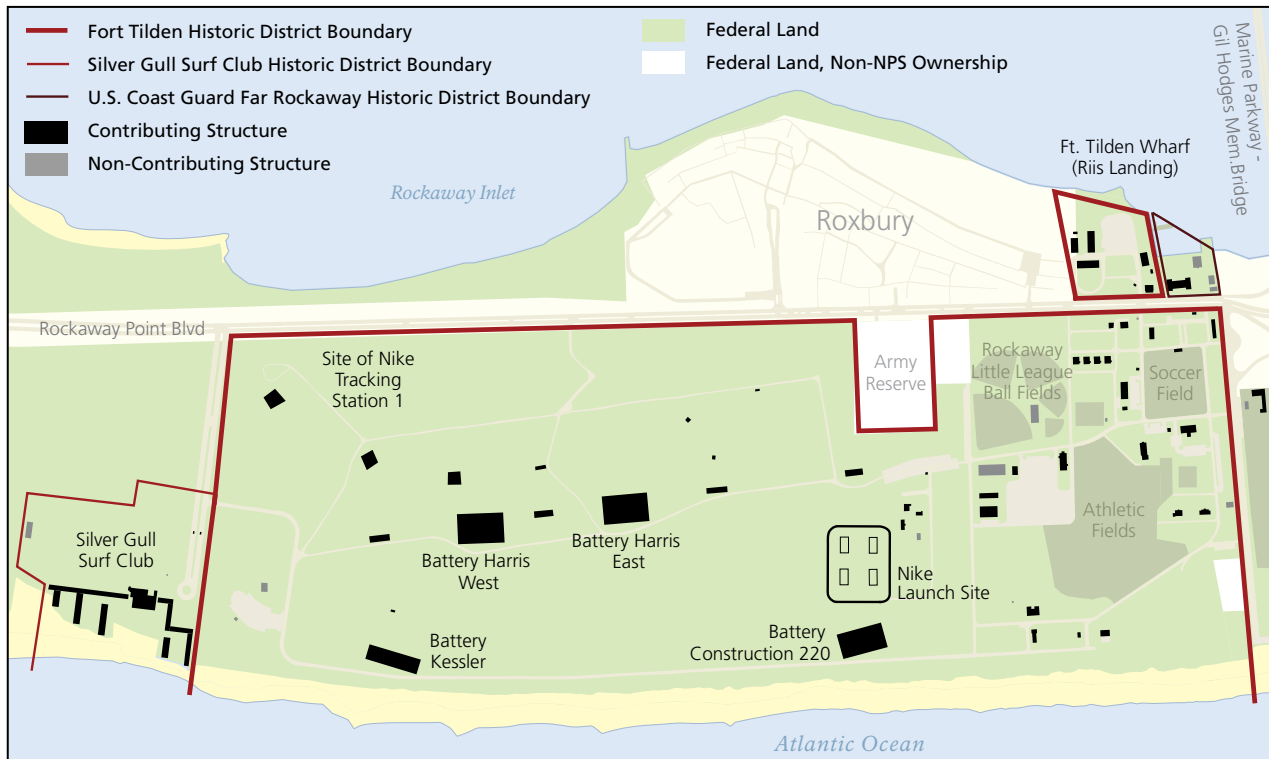 Fort Tilden Historic District Boundary
Silver Gull Surf Club Historic District Boundary
U.S. Coast Guard Far Rockaway Historic District Boundary
Contributing Structure
Non-Contributing Structure
Federal Land
Federal Land, Non-NPS Ownership
Marine Parkway -
Gil Hodges Mem.Bridge
Ft. Tilden Wharf
(Riis Landing)
Rockaway Inlet
Roxbury
Rockaway Point Blvd
Site of Nike
Tracking
Station 1
Army
Reserve
Rockaway
Little League
Ball Fields
Soccer
Field
Silver Gull
Surf Club
Battery Harris
West
Battery Harris
East
Athletic
Fields
Nike
Launch Site
Battery
Kessler
Battery
Construction 220
Atlantic Ocean